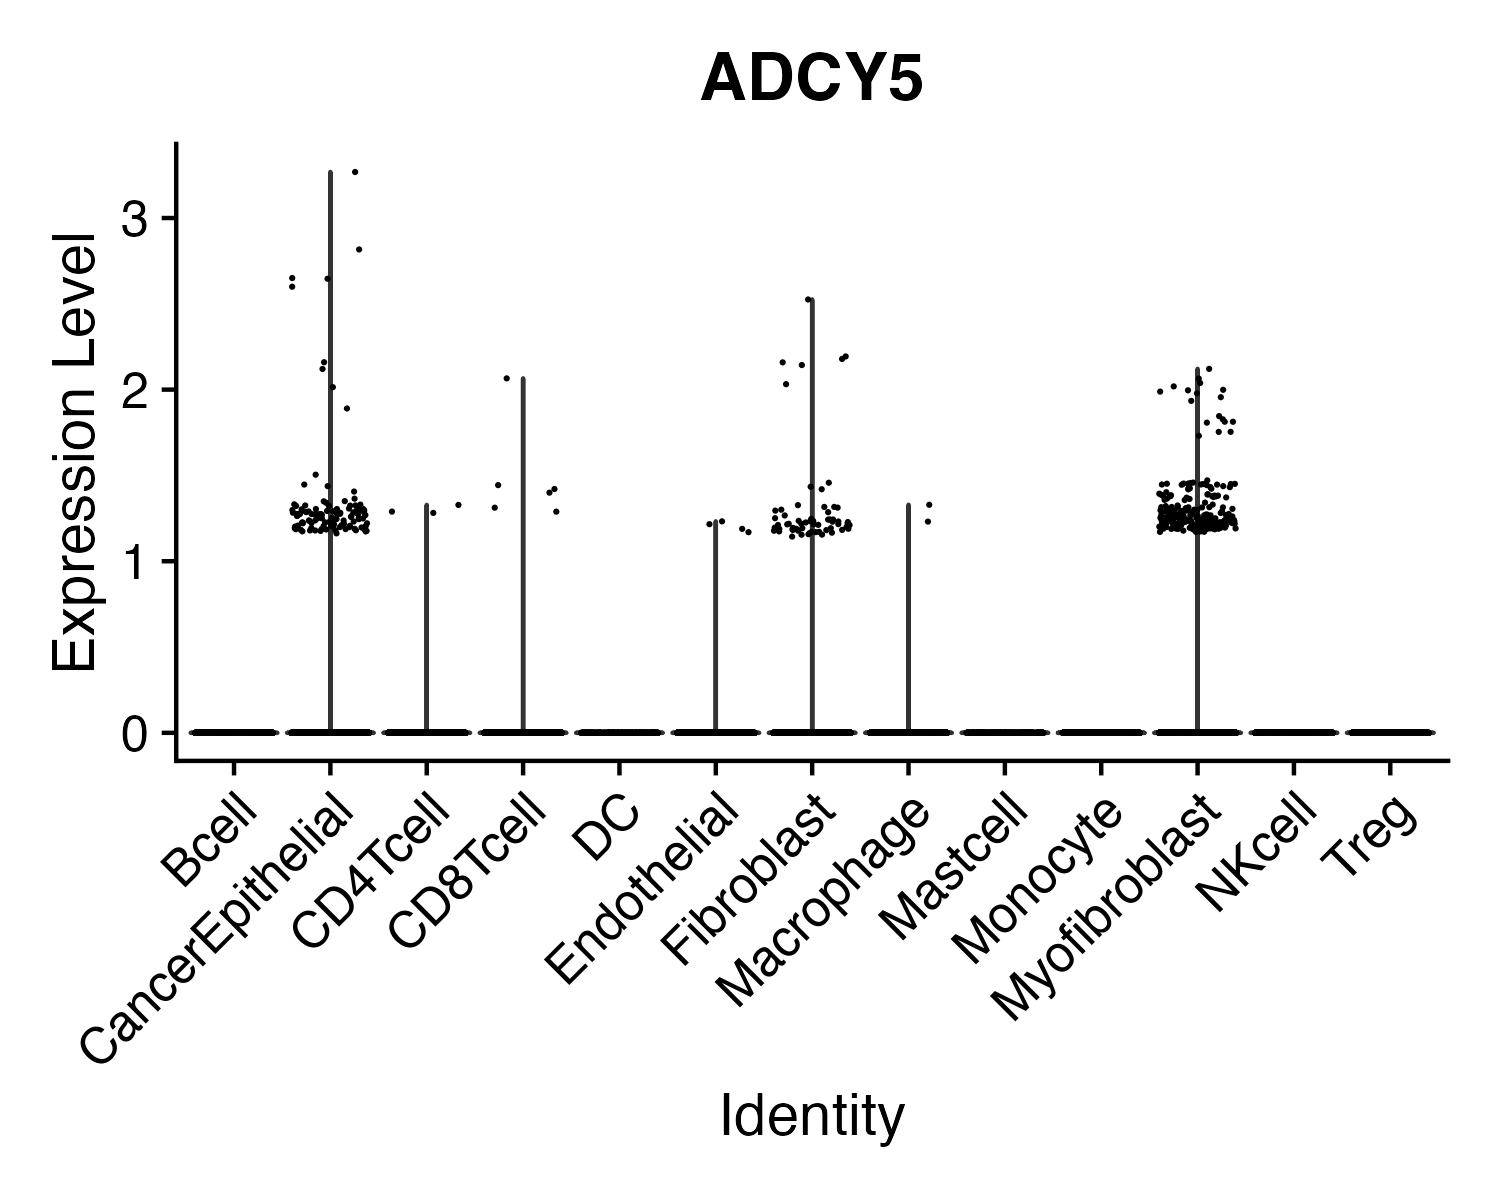 ADCY5
Expression Level
3
2
1
0
Bcell
CancerEpithelial
CD4Tcell
CD8Tcell
DC
Endothelial
Fibroblast
Macrophage
Mastcell
Monocyte
Myofibroblast
NKcell
Treg
Identity